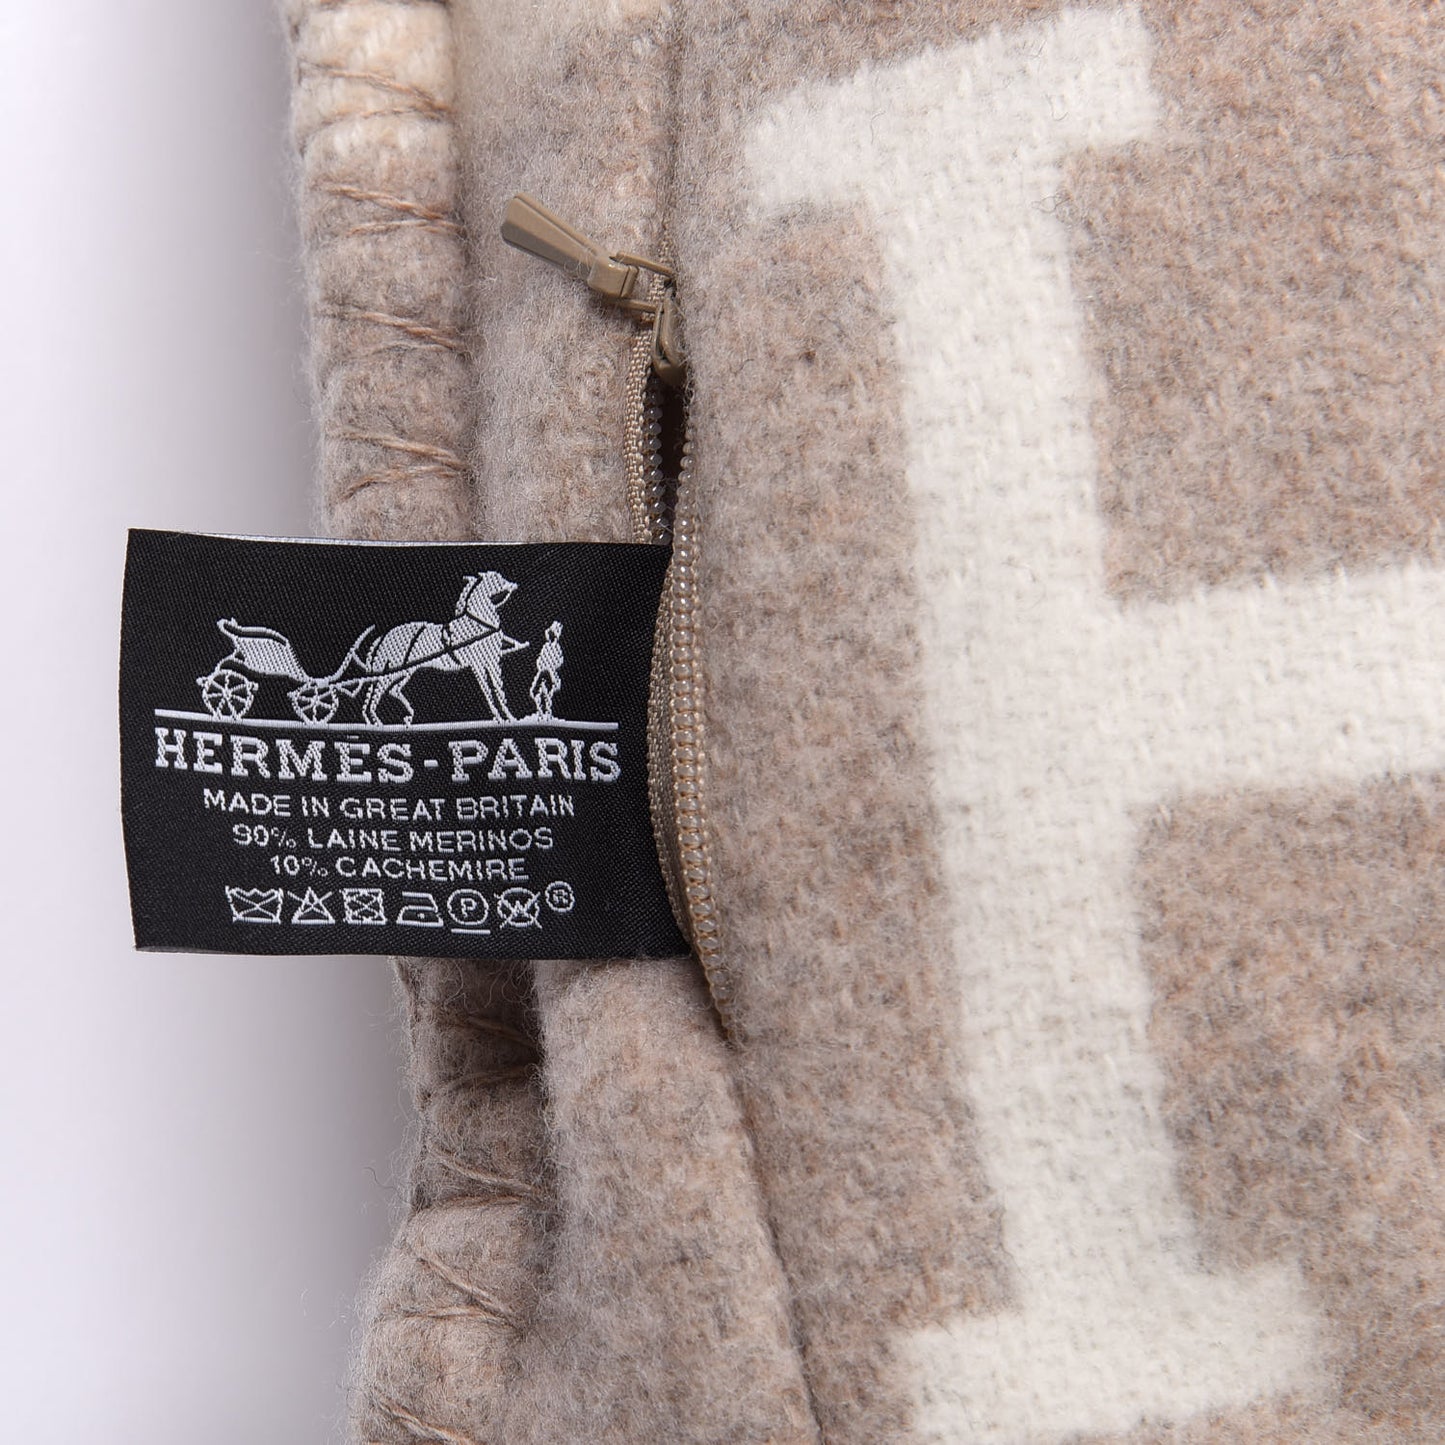 HERMÈS-PARIS
MADE IN GREAT BRITAIN
90% LAINE MERINOS
10% CACHEMIRE
P W ®